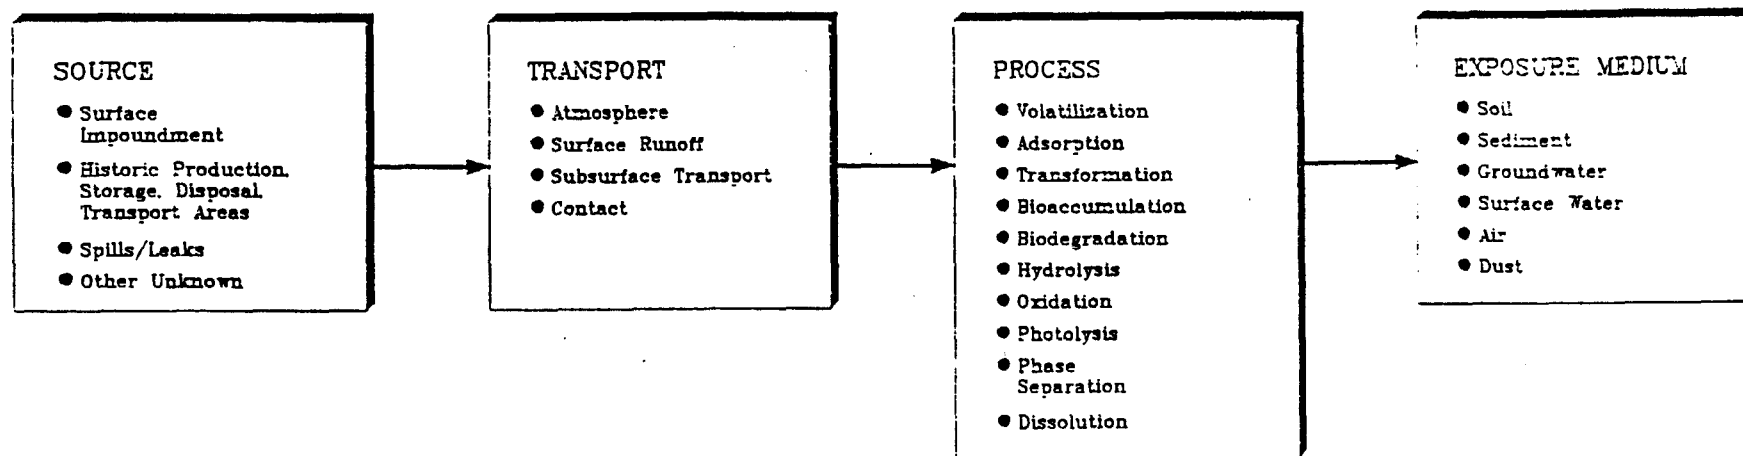 SOURCE
● Surface
Impoundment
● Historic Production,
Storage, Disposal,
Transport Areas
● Spills/Leaks
● Other Unknown
TRANSPORT
● Atmosphere
● Surface Runoff
● Subsurface Transport
● Contact
PROCESS
● Volatilization
● Adsorption
● Transformation
● Bioaccumulation
● Biodegradation
● Hydrolysis
● Oxidation
● Photolysis
● Phase
Separation
● Dissolution
EXPOSURE MEDIUM
● Soil
● Sediment
● Groundwater
● Surface Water
● Air
● Dust